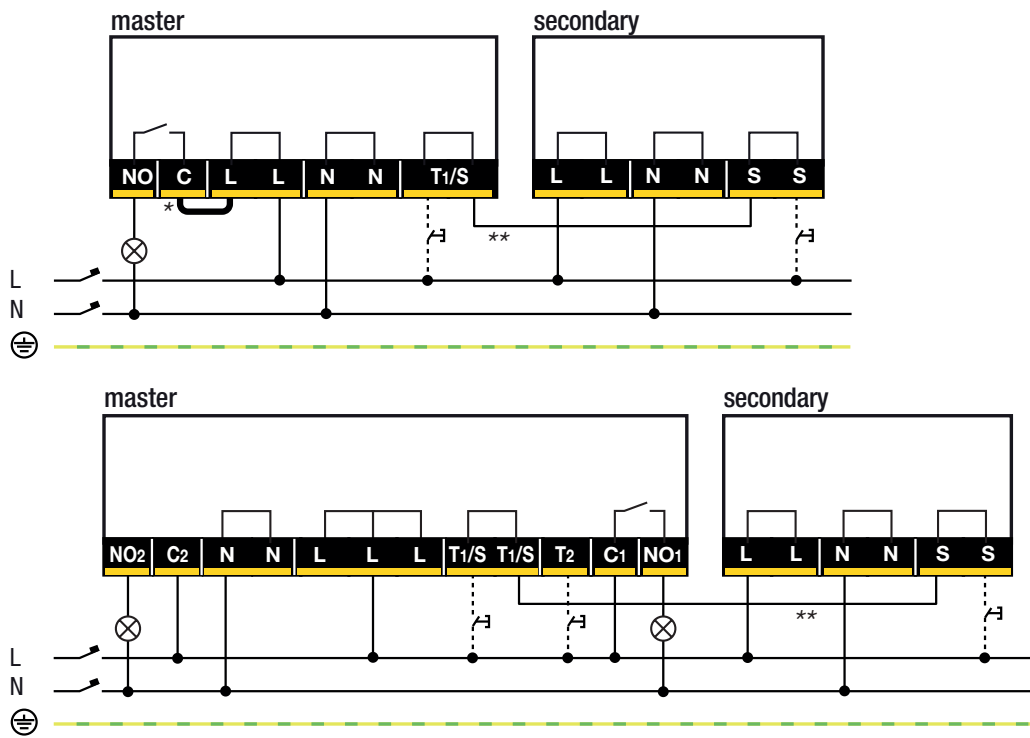 master
secondary
NO C L L N N T1/S
L L N N S S
*
**
L
N
master
secondary
NO2 C2 N N L L L T1/S T1/S T2 C1 NO1
L L N N S S
**
L
N